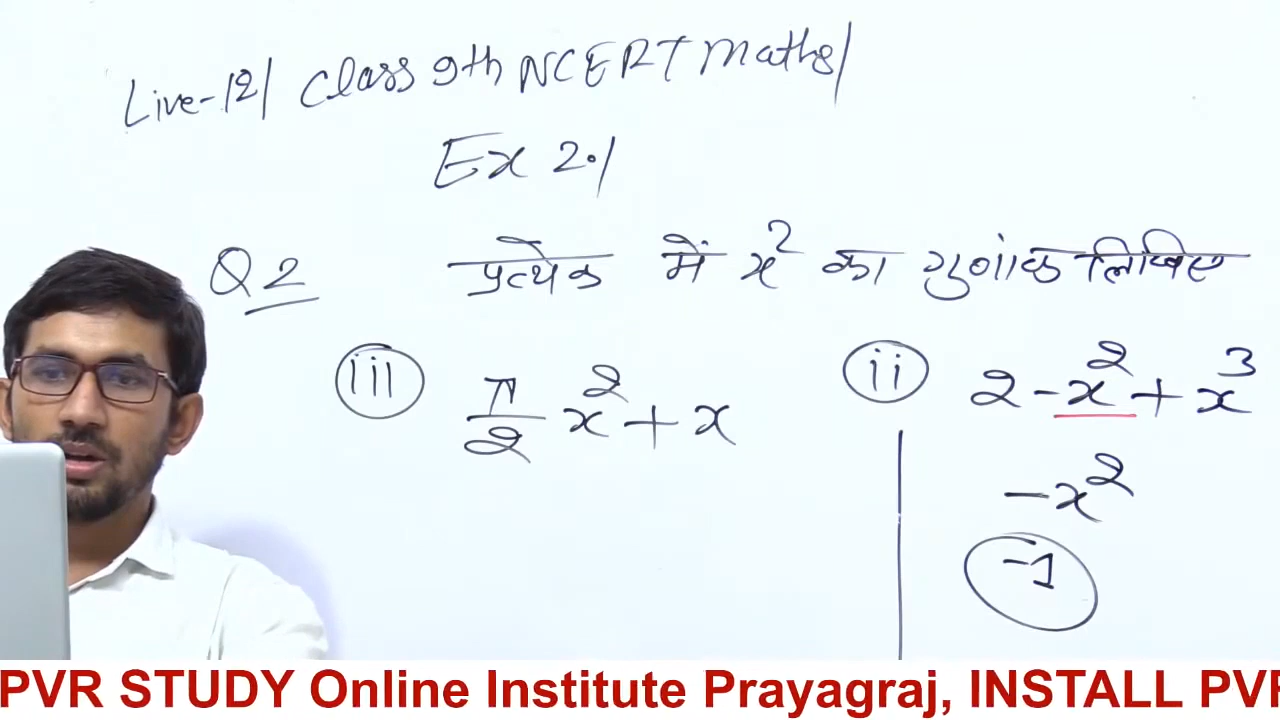 Live-12/ Class 9th NCERT Maths/
Ex 2.1
Q2 प्रत्येक में x² का गुणांक लिखिए
(iii) π/2 x² + x
(ii) 2 - x² + x³
- x²
-1
PVR STUDY Online Institute Prayagraj, INSTALL PV